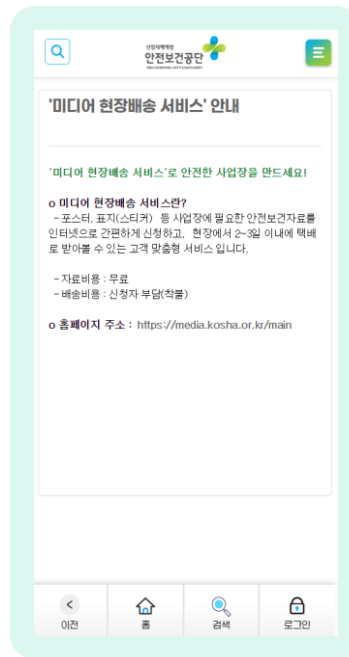 산업재해예방
안전보건공단
'미디어 현장배송 서비스' 안내
'미디어 현장배송 서비스'로 안전한 사업장을 만드세요!
o 미디어 현장배송 서비스란?
- 포스터, 표지(스티커) 등 사업장에 필요한 안전보건자료를
인터넷으로 간편하게 신청하고, 현장에서 2~3일 이내에 택배
로 받아볼 수 있는 고객 맞춤형 서비스 입니다.
- 자료비용 : 무료
- 배송비용 : 신청자 부담(착불)
o 홈페이지 주소 : https://media.kosha.or.kr/main
이전
홈
검색
로그인